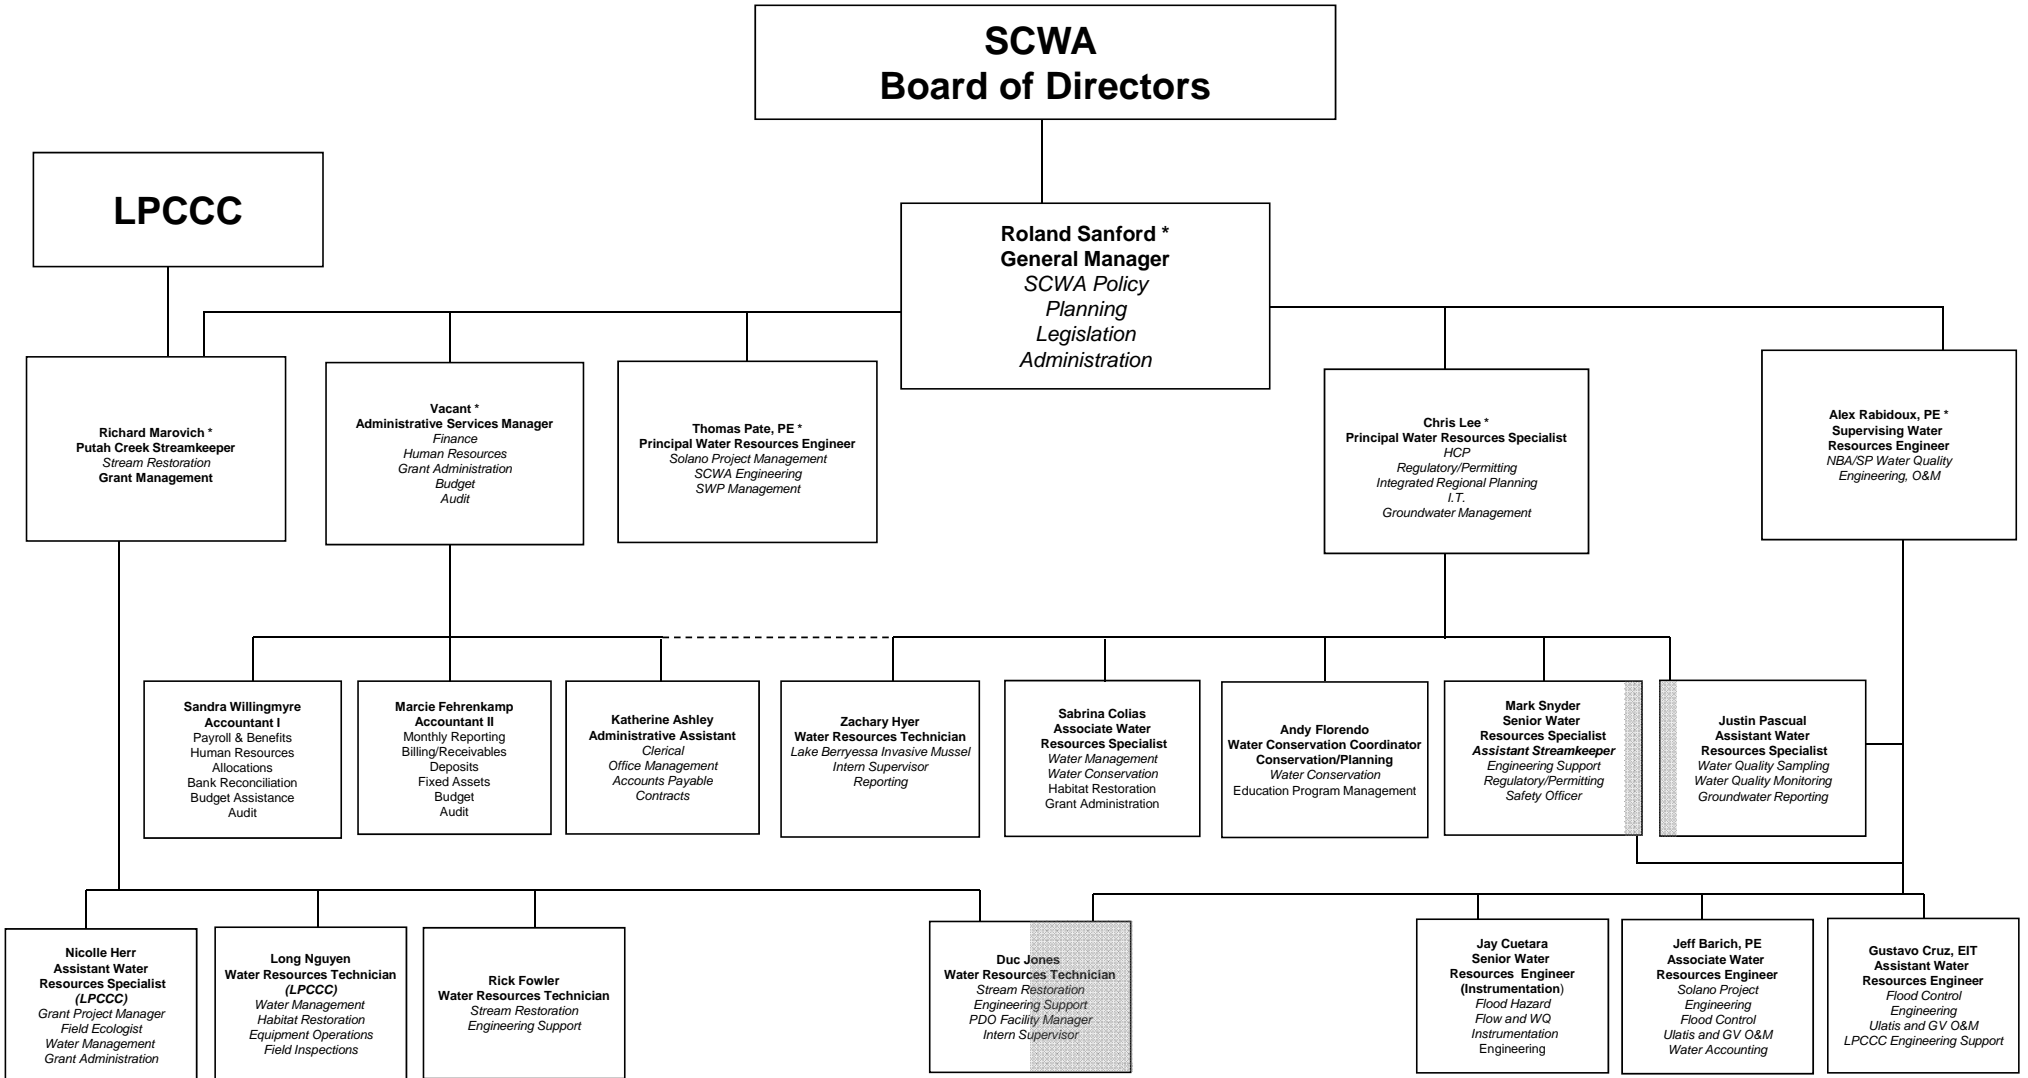 SCWA
Board of Directors
LPCCC
Roland Sanford *
General Manager
SCWA Policy
Planning
Legislation
Administration
Richard Marovich *
Putah Creek Streamkeeper
Stream Restoration
Grant Management
Vacant *
Administrative Services Manager
Finance
Human Resources
Grant Administration
Budget
Audit
Thomas Pate, PE *
Principal Water Resources Engineer
Solano Project Management
SCWA Engineering
SWP Management
Chris Lee *
Principal Water Resources Specialist
HCP
Regulatory/Permitting
Integrated Regional Planning
I.T.
Groundwater Management
Alex Rabidoux, PE *
Supervising Water
Resources Engineer
NBA/SP Water Quality
Engineering, O&M
Sandra Willingmyre
Accountant I
Payroll & Benefits
Human Resources
Allocations
Bank Reconciliation
Budget Assistance
Audit
Marcie Fehrenkamp
Accountant II
Monthly Reporting
Billing/Receivables
Deposits
Fixed Assets
Budget
Audit
Katherine Ashley
Administrative Assistant
Clerical
Office Management
Accounts Payable
Contracts
Zachary Hyer
Water Resources Technician
Lake Berryessa Invasive Mussel
Intern Supervisor
Reporting
Sabrina Colias
Associate Water
Resources Specialist
Water Management
Water Conservation
Habitat Restoration
Grant Administration
Andy Florendo
Water Conservation Coordinator
Conservation/Planning
Water Conservation
Education Program Management
Mark Snyder
Senior Water
Resources Specialist
Assistant Streamkeeper
Engineering Support
Regulatory/Permitting
Safety Officer
Justin Pascual
Assistant Water
Resources Specialist
Water Quality Sampling
Water Quality Monitoring
Groundwater Reporting
Nicolle Herr
Assistant Water
Resources Specialist
(LPCCC)
Grant Project Manager
Field Ecologist
Water Management
Grant Administration
Long Nguyen
Water Resources Technician
(LPCCC)
Water Management
Habitat Restoration
Equipment Operations
Field Inspections
Rick Fowler
Water Resources Technician
Stream Restoration
Engineering Support
Duc Jones
Water Resources Technician
Stream Restoration
Engineering Support
PDO Facility Manager
Intern Supervisor
Jay Cuetara
Senior Water
Resources Engineer
(Instrumentation)
Flood Hazard
Flow and WQ
Instrumentation
Engineering
Jeff Barich, PE
Associate Water
Resources Engineer
Solano Project
Engineering
Flood Control
Ulatis and GV O&M
Water Accounting
Gustavo Cruz, EIT
Assistant Water
Resources Engineer
Flood Control
Engineering
Ulatis and GV O&M
LPCCC Engineering Support